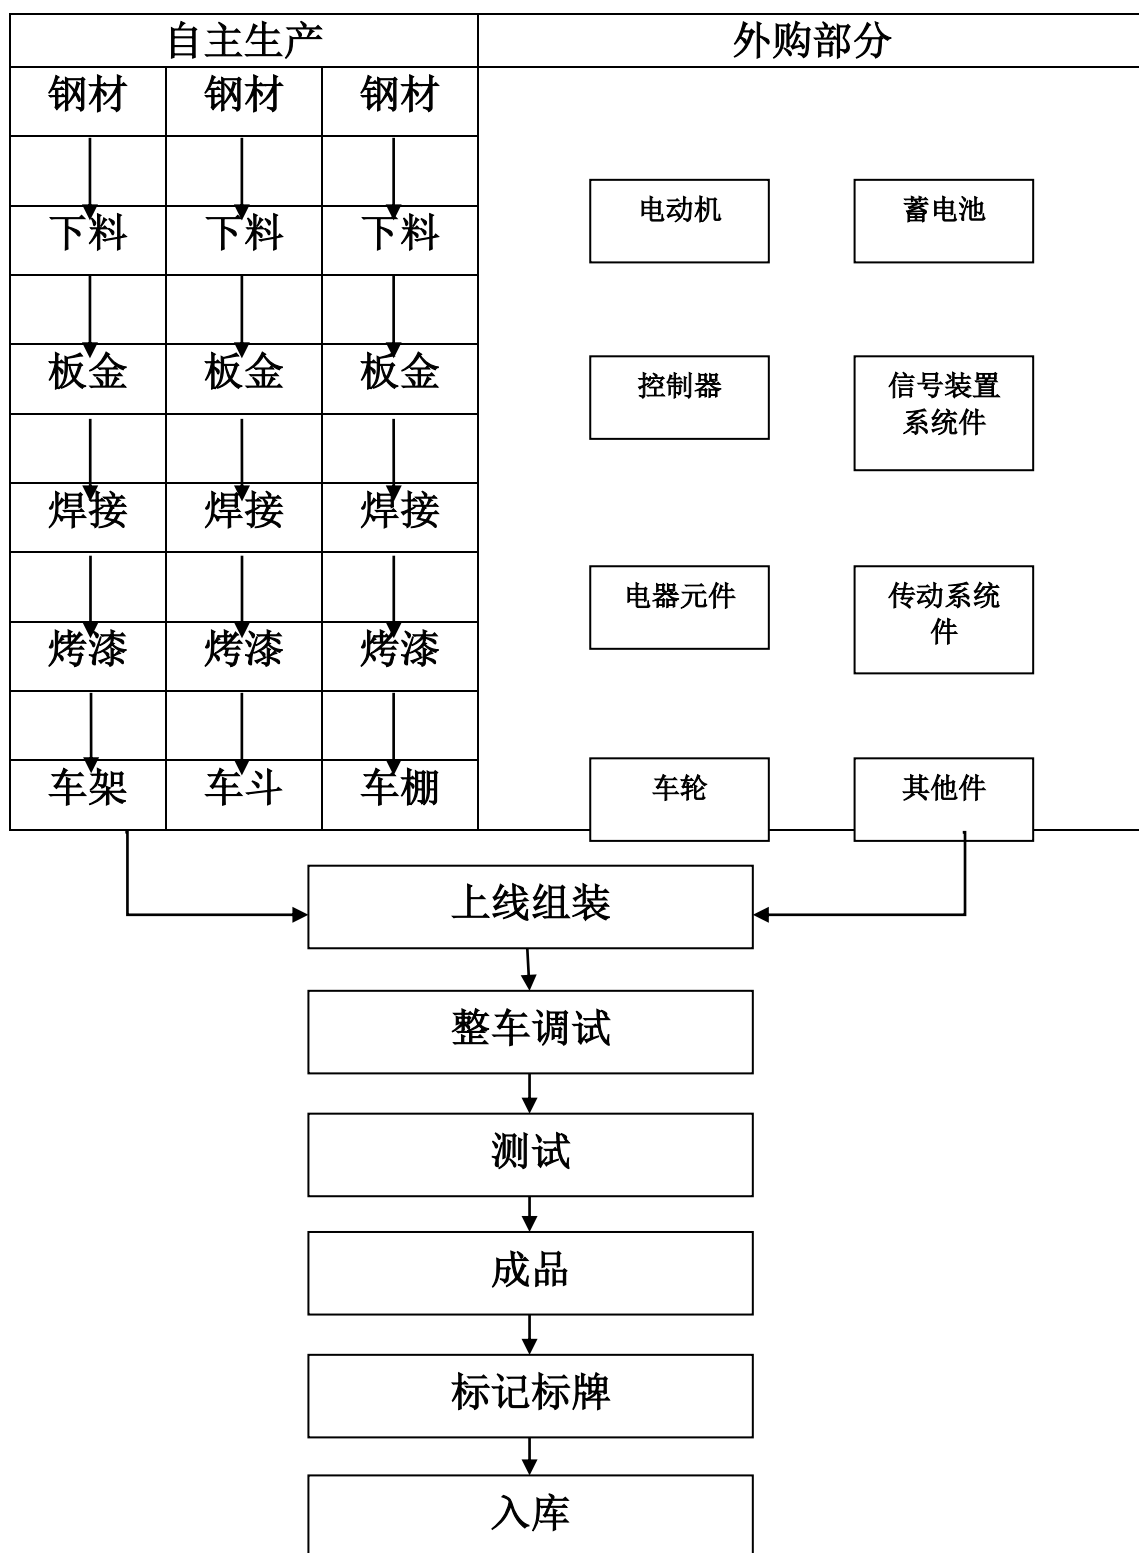 自主生产
外购部分
钢材 钢材 钢材
下料 下料 下料
板金 板金 板金
焊接 焊接 焊接
烤漆 烤漆 烤漆
车架 车斗 车棚
电动机
蓄电池
控制器
信号装置
系统件
电器元件
传动系统
件
车轮
其他件
上线组装
整车调试
测试
成品
标记标牌
入库